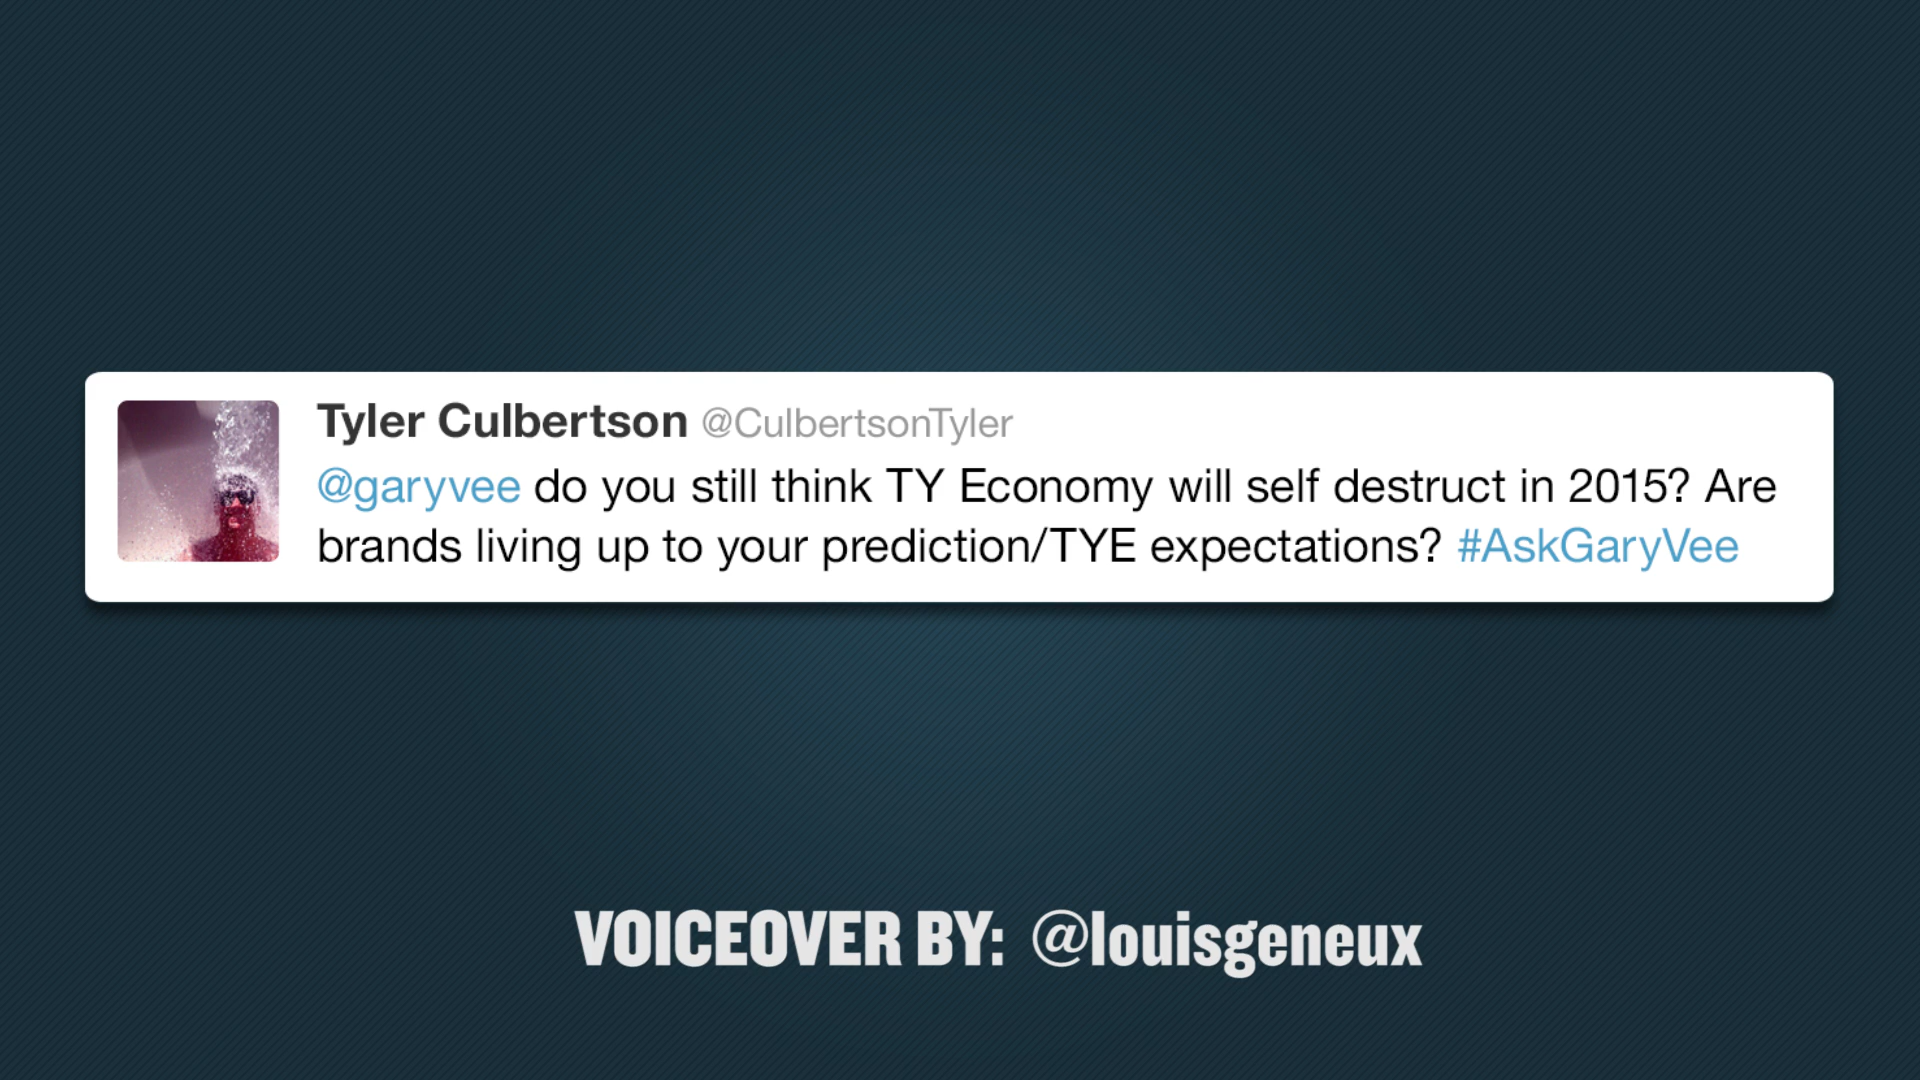 Tyler Culbertson @CulbertsonTyler
@garyvee do you still think TY Economy will self destruct in 2015? Are
brands living up to your prediction/TYE expectations? #AskGaryVee
VOICEOVER BY: @louisgeneux